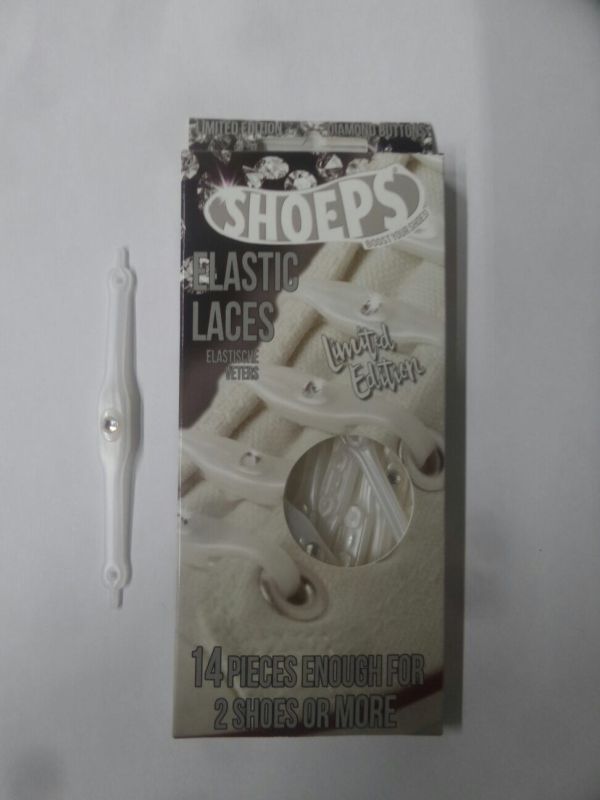 LIMITED EDITION DIAMOND BUTTONS
SHOEPS
BOOST YOUR SHOES!
ELASTIC
LACES
ELASTISCHE
VETERS
Limited
Edition
14 PIECES ENOUGH FOR
2 SHOES OR MORE